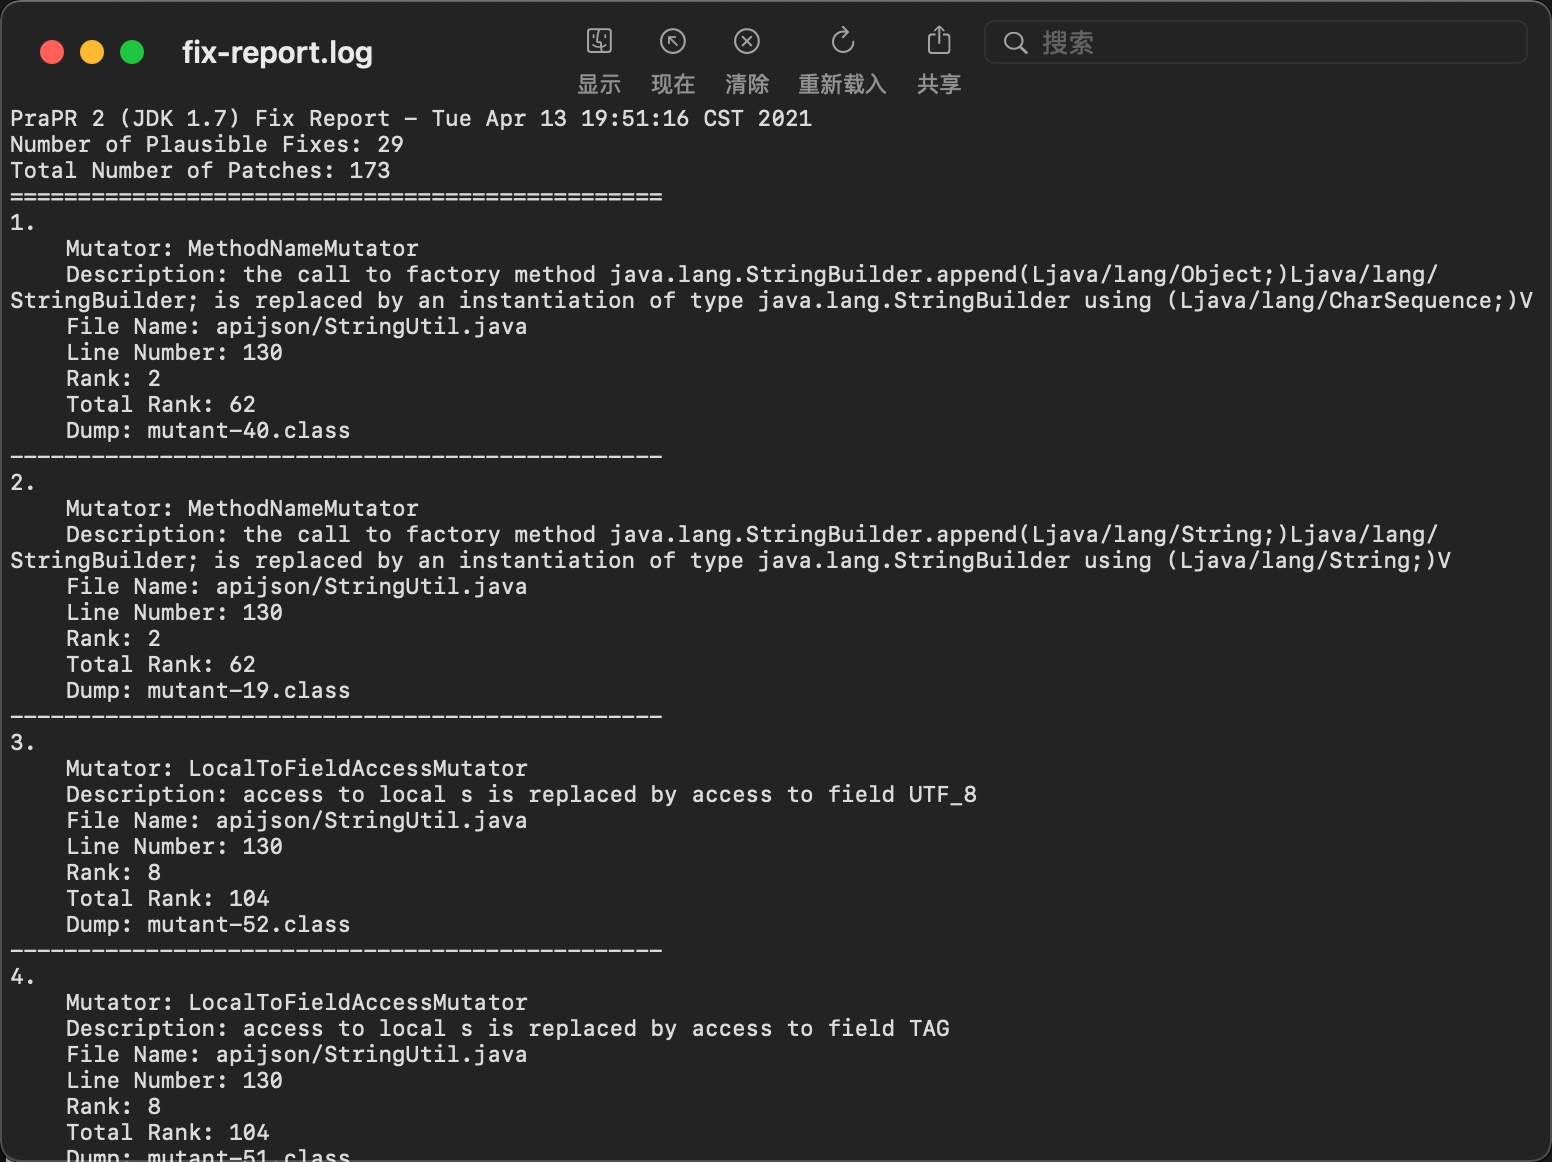 fix-report.log
显示 现在 清除 重新载入 共享 搜索
PraPR 2 (JDK 1.7) Fix Report - Tue Apr 13 19:51:16 CST 2021
Number of Plausible Fixes: 29
Total Number of Patches: 173
================================================
1.
    Mutator: MethodNameMutator
    Description: the call to factory method java.lang.StringBuilder.append(Ljava/lang/Object;)Ljava/lang/
StringBuilder; is replaced by an instantiation of type java.lang.StringBuilder using (Ljava/lang/CharSequence;)V
    File Name: apijson/StringUtil.java
    Line Number: 130
    Rank: 2
    Total Rank: 62
    Dump: mutant-40.class
------------------------------------------------
2.
    Mutator: MethodNameMutator
    Description: the call to factory method java.lang.StringBuilder.append(Ljava/lang/String;)Ljava/lang/
StringBuilder; is replaced by an instantiation of type java.lang.StringBuilder using (Ljava/lang/String;)V
    File Name: apijson/StringUtil.java
    Line Number: 130
    Rank: 2
    Total Rank: 62
    Dump: mutant-19.class
------------------------------------------------
3.
    Mutator: LocalToFieldAccessMutator
    Description: access to local s is replaced by access to field UTF_8
    File Name: apijson/StringUtil.java
    Line Number: 130
    Rank: 8
    Total Rank: 104
    Dump: mutant-52.class
------------------------------------------------
4.
    Mutator: LocalToFieldAccessMutator
    Description: access to local s is replaced by access to field TAG
    File Name: apijson/StringUtil.java
    Line Number: 130
    Rank: 8
    Total Rank: 104
    Dump: mutant-51.class